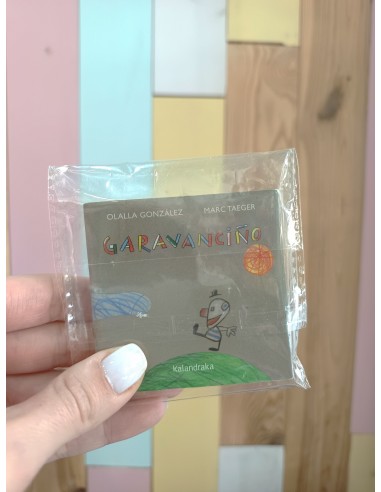 OLALLA GONZÁLEZ MARC TAEGER
GARAVANCIÑO
kalandraka